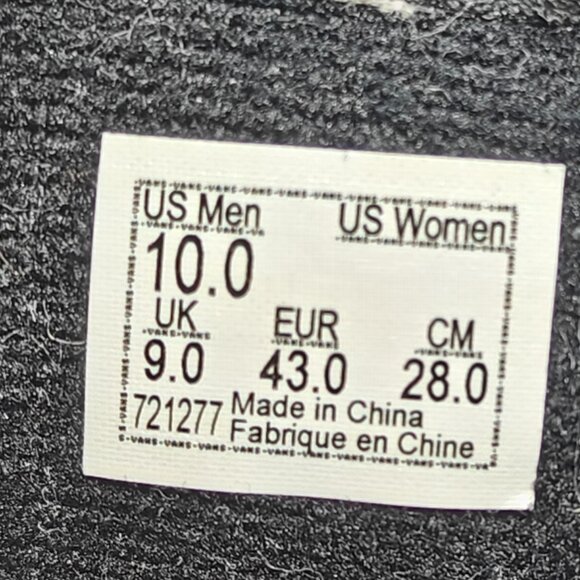 US Men US Women
10.0
UK EUR CM
9.0 43.0 28.0
721277 Made in China
Fabrique en Chine